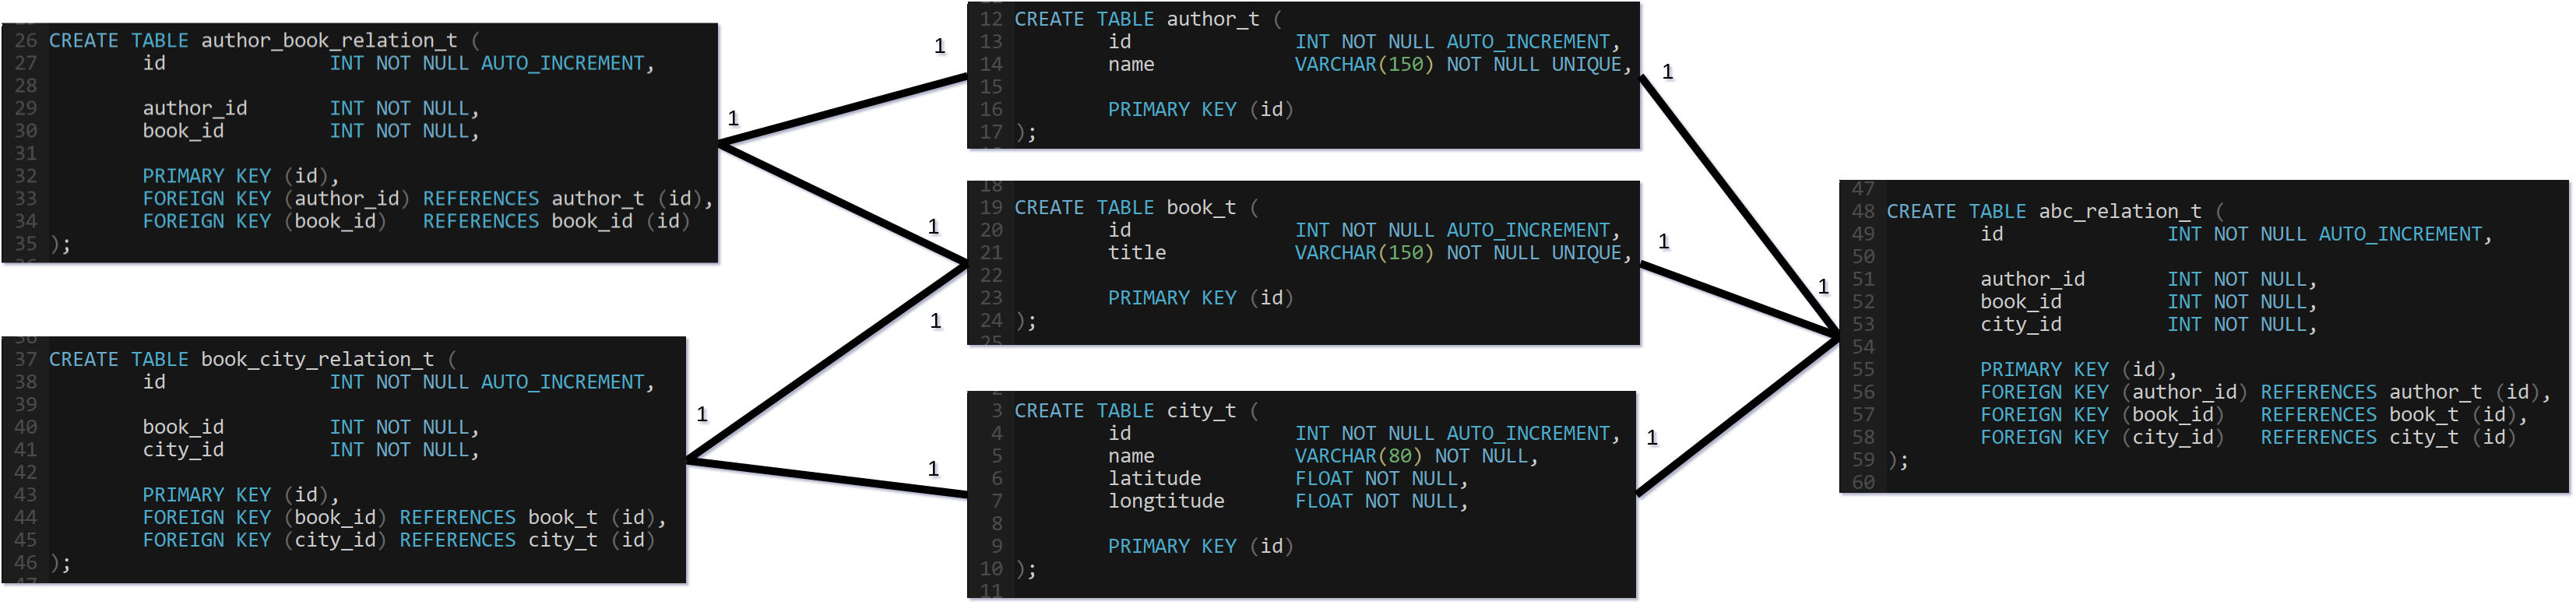 26 CREATE TABLE author_book_relation_t (
27 id INT NOT NULL AUTO_INCREMENT,
28
29 author_id INT NOT NULL,
30 book_id INT NOT NULL,
31
32 PRIMARY KEY (id),
33 FOREIGN KEY (author_id) REFERENCES author_t (id),
34 FOREIGN KEY (book_id) REFERENCES book_id (id)
35 );
37 CREATE TABLE book_city_relation_t (
38 id INT NOT NULL AUTO_INCREMENT,
39
40 book_id INT NOT NULL,
41 city_id INT NOT NULL,
42
43 PRIMARY KEY (id),
44 FOREIGN KEY (book_id) REFERENCES book_t (id),
45 FOREIGN KEY (city_id) REFERENCES city_t (id)
46 );
1
1
1
1
1
1
12 CREATE TABLE author_t (
13 id INT NOT NULL AUTO_INCREMENT,
14 name VARCHAR(150) NOT NULL UNIQUE,
15
16 PRIMARY KEY (id)
17 );
18
19 CREATE TABLE book_t (
20 id INT NOT NULL AUTO_INCREMENT,
21 title VARCHAR(150) NOT NULL UNIQUE,
22
23 PRIMARY KEY (id)
24 );
25
3 CREATE TABLE city_t (
4 id INT NOT NULL AUTO_INCREMENT,
5 name VARCHAR(80) NOT NULL,
6 latitude FLOAT NOT NULL,
7 longtitude FLOAT NOT NULL,
8
9 PRIMARY KEY (id)
10 );
11
1
1
1
1
47
48 CREATE TABLE abc_relation_t (
49 id INT NOT NULL AUTO_INCREMENT,
50
51 author_id INT NOT NULL,
52 book_id INT NOT NULL,
53 city_id INT NOT NULL,
54
55 PRIMARY KEY (id),
56 FOREIGN KEY (author_id) REFERENCES author_t (id),
57 FOREIGN KEY (book_id) REFERENCES book_t (id),
58 FOREIGN KEY (city_id) REFERENCES city_t (id)
59 );
60